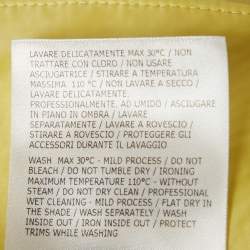 LAVARE DELICATAMENTE MAX 30°C / NON
TRATTARE CON CLORO / NON USARE
ASCIUGATRICE / STIRARE A TEMPERATURA
MASSIMA. 110 °C / NON LAVARE A SECCO /
LAVARE DELICATAMENTE,
PROFESSIONALMENTE, AD UMIDO / ASCIUGARE
IN PIANO IN OMBRA / LAVARE
SEPARATAMENTE / LAVARE A ROVESCIO /
STIRARE A ROVESCIO / PROTEGGERE GLI
ACCESSORI DURANTE IL LAVAGGIO
WASH MAX 30°C - MILD PROCESS / DO NOT
BLEACH / DO NOT TUMBLE DRY / IRONING
MAXIMUM TEMPERATURE 110°C - WITHOUT
STEAM / DO NOT DRY CLEAN / PROFESSIONAL
WET CLEANING - MILD PROCESS / FLAT DRY IN
THE SHADE / WASH SEPARATELY / WASH
INSIDE OUT / IRON INSIDE OUT / PROTECT
TRIMS WHILE WASHING